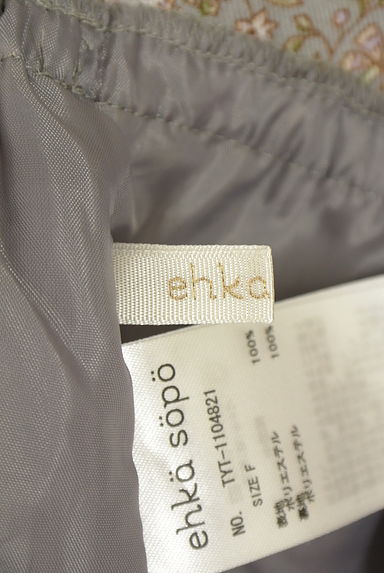 ehka
ehkä söpö
NO. TYT-1104821
SIZE F
表地 ポリエステル 100%
裏地 ポリエステル 100%